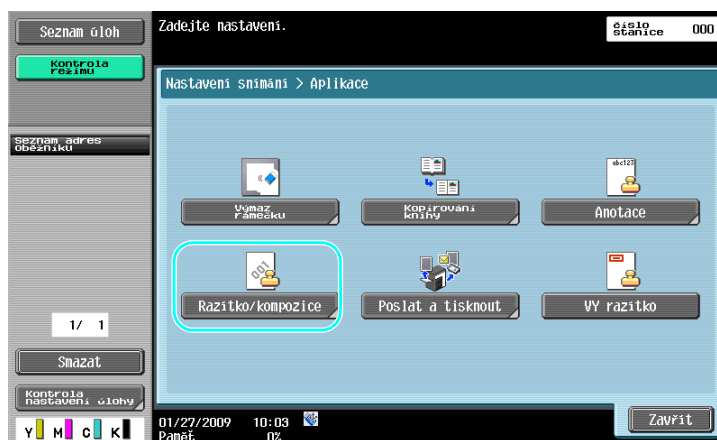 Seznam úloh
Zadejte nastavení.
číslo
stanice 000
Kontrola
režimu
Nastavení snímání > Aplikace
Seznam adres
oběžníku
abc123
Výmaz
rámečku
Kopírování
knihy
Anotace
001
Razítko/kompozice
Poslat a tisknout
VY razítko
1/ 1
Smazat
Kontrola
nastavení úlohy
Y M C K
01/27/2009 10:03
Paměť 0%
Zavřít